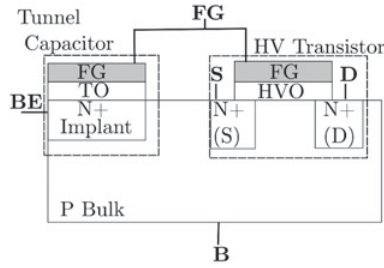 Tunnel
Capacitor
FG
HV Transistor
FG
TO
BE
N+
Implant
S
FG
D
HVO
N+
(S)
N+
(D)
P Bulk
B